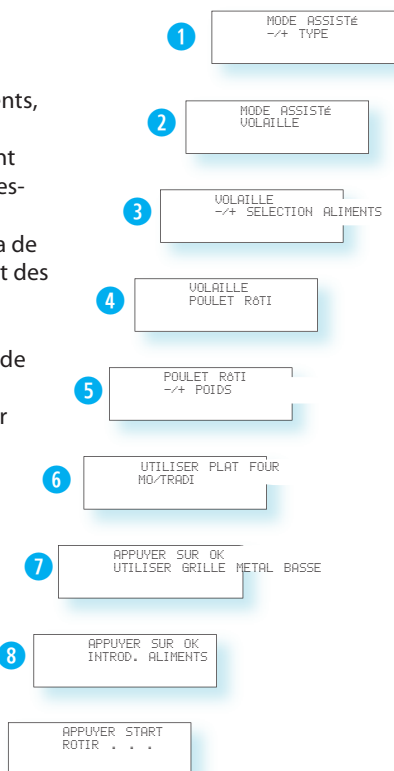 ents,
nt
es-
a de
t des
de
r
1
MODE ASSISTÉ
-/+ TYPE
2
MODE ASSISTÉ
VOLAILLE
3
VOLAILLE
-/+ SELECTION ALIMENTS
4
VOLAILLE
POULET RôTI
5
POULET RôTI
-/+ POIDS
6
UTILISER PLAT FOUR
MO/TRADI
7
APPUYER SUR OK
UTILISER GRILLE METAL BASSE
8
APPUYER SUR OK
INTROD. ALIMENTS
APPUYER START
ROTIR . . .